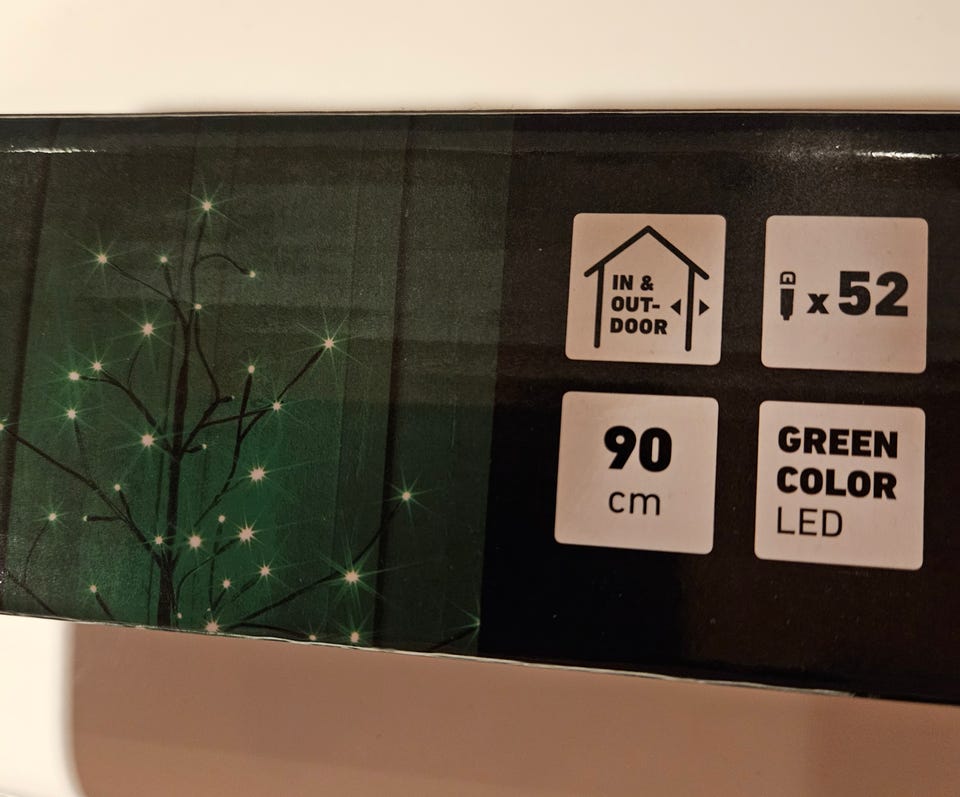 IN &
OUT-
DOOR
x 52
90
cm
GREEN
COLOR
LED